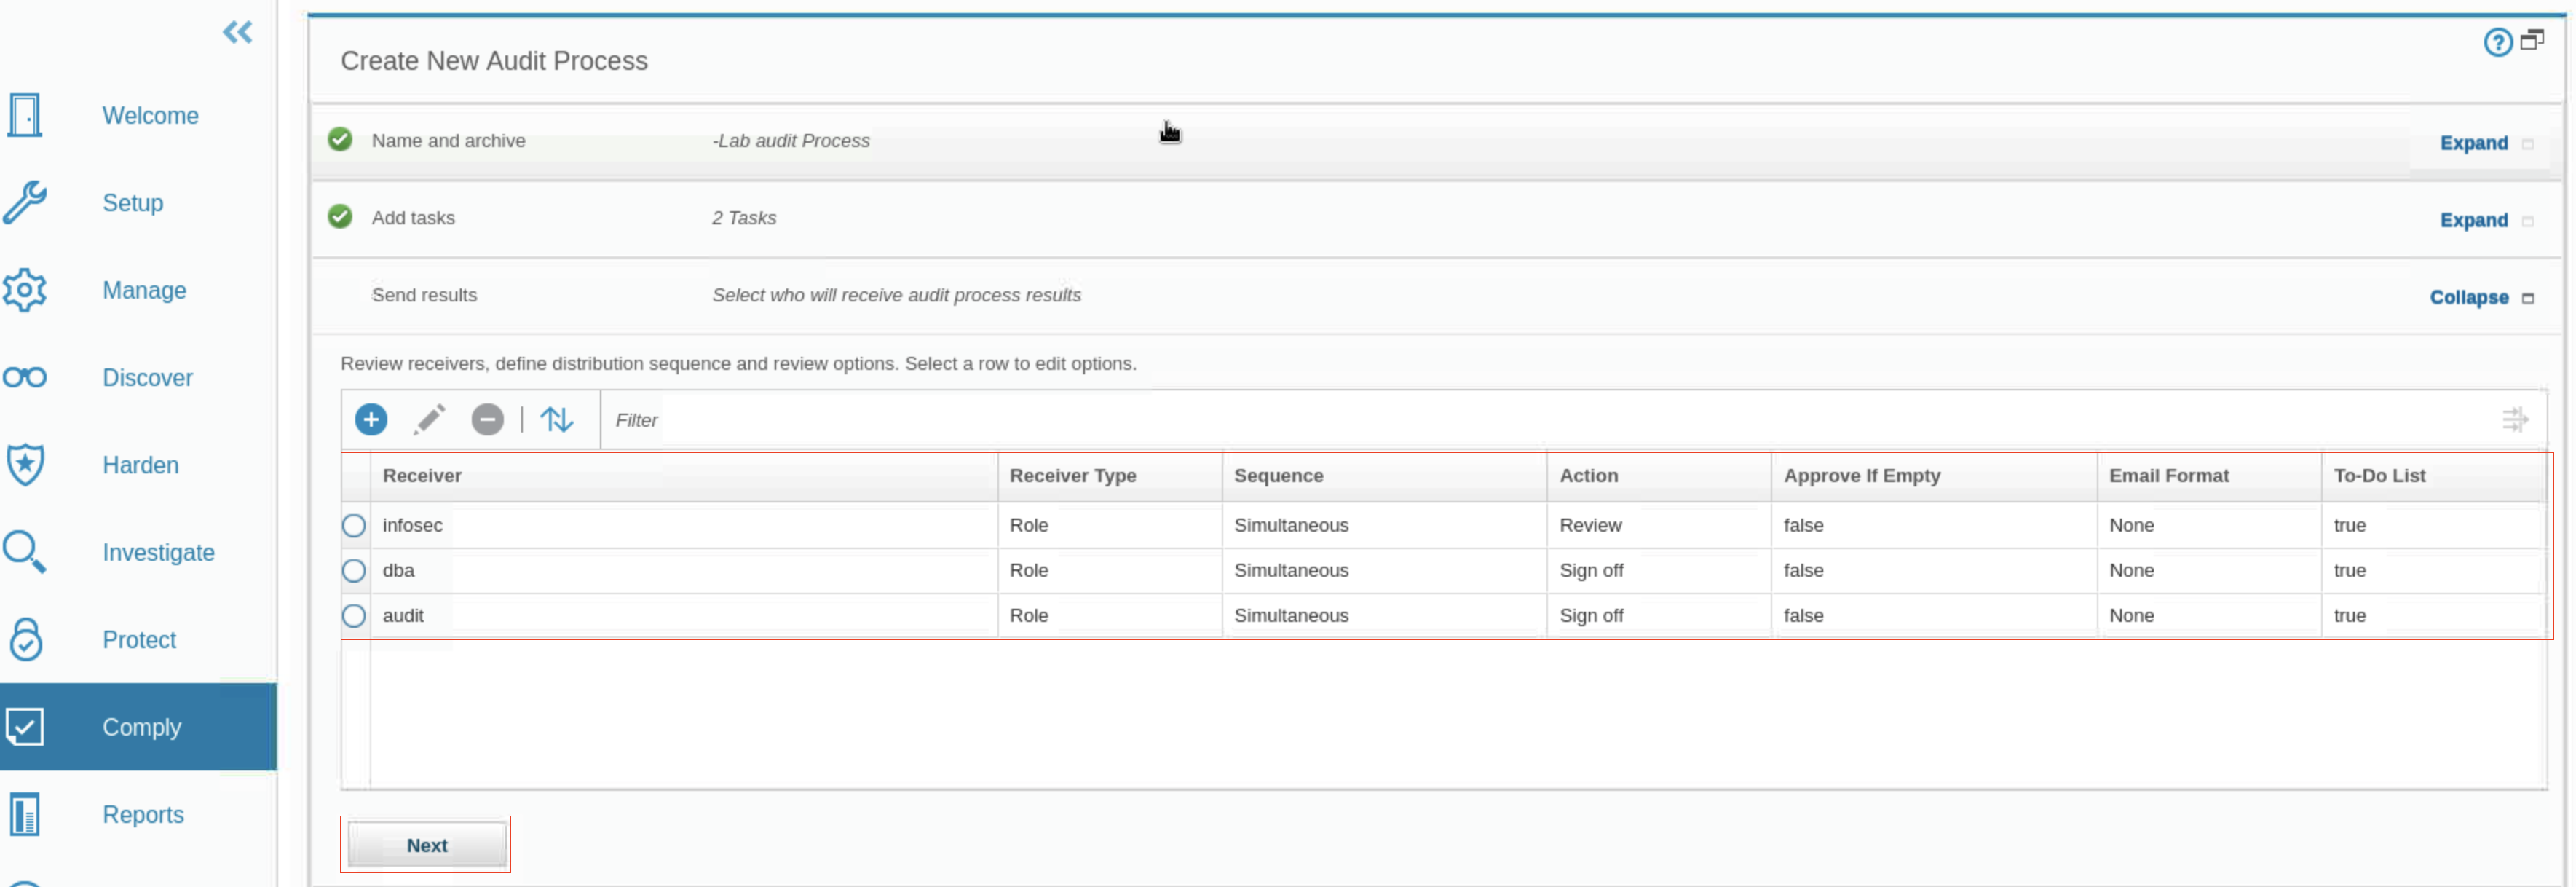 Welcome
Setup
Manage
Discover
Harden
Investigate
Protect
Comply
Reports
Create New Audit Process
?
Name and archive -Lab audit Process Expand
Add tasks 2 Tasks Expand
Send results Select who will receive audit process results Collapse
Review receivers, define distribution sequence and review options. Select a row to edit options.
Filter
Receiver Receiver Type Sequence Action Approve If Empty Email Format To-Do List
infosec Role Simultaneous Review false None true
dba Role Simultaneous Sign off false None true
audit Role Simultaneous Sign off false None true
Next